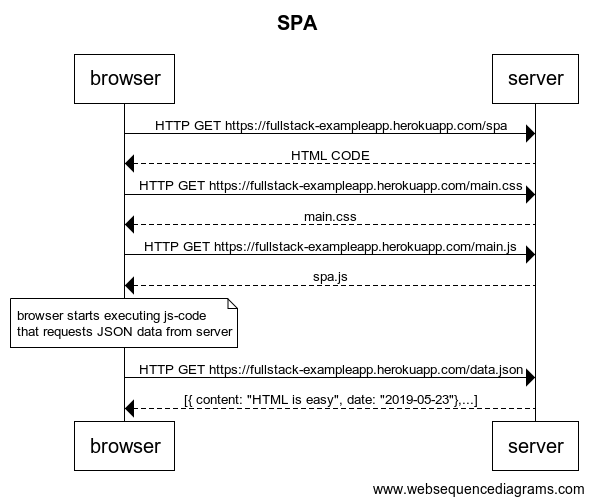 SPA
browser
server
HTTP GET https://fullstack-exampleapp.herokuapp.com/spa
HTML CODE
HTTP GET https://fullstack-exampleapp.herokuapp.com/main.css
main.css
HTTP GET https://fullstack-exampleapp.herokuapp.com/main.js
spa.js
browser starts executing js-code
that requests JSON data from server
HTTP GET https://fullstack-exampleapp.herokuapp.com/data.json
[{ content: "HTML is easy", date: "2019-05-23"},...]
browser
server
www.websequencediagrams.com